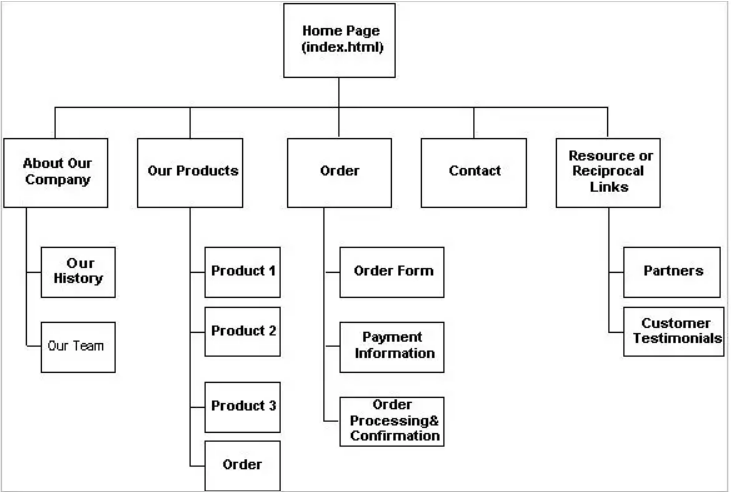 Home Page
(index.html)
About Our
Company
Our Products
Order
Contact
Resource or
Reciprocal
Links
Our
History
Our Team
Product 1
Product 2
Product 3
Order
Order Form
Payment
Information
Order
Processing&
Confirmation
Partners
Customer
Testimonials